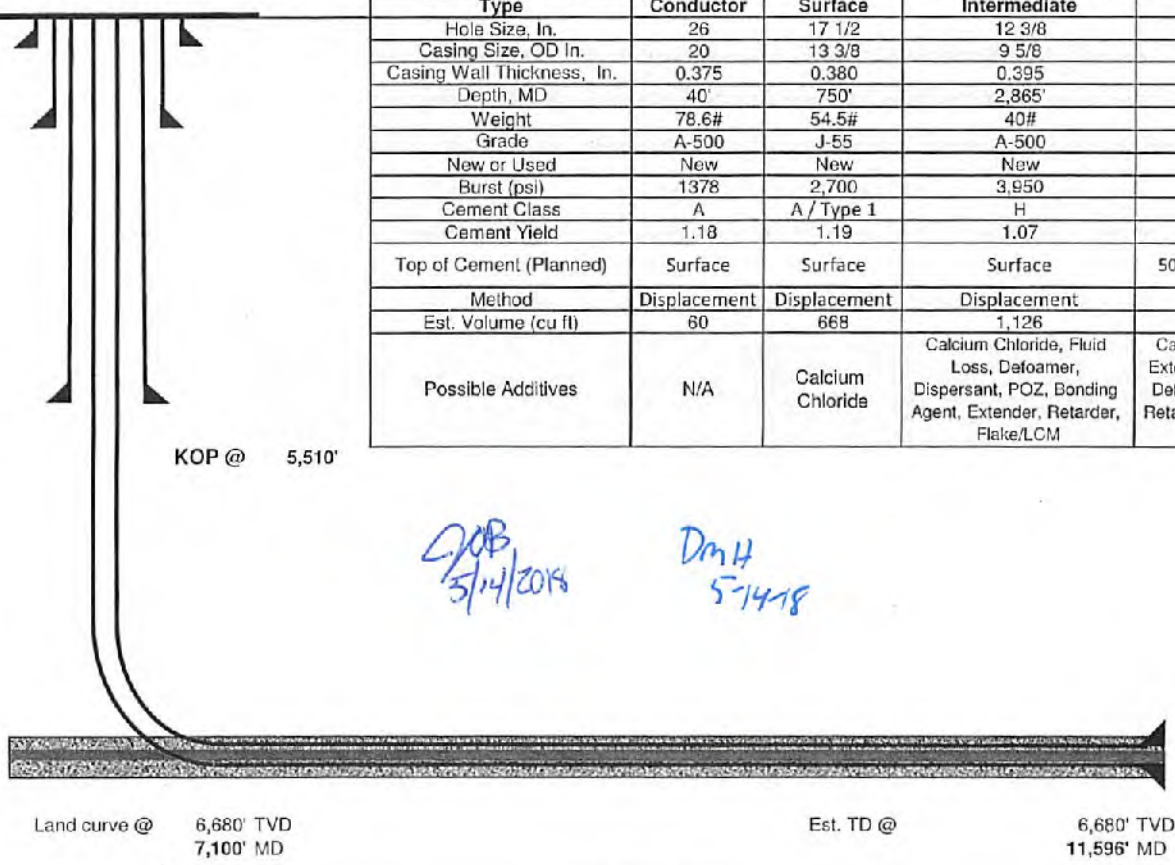 Type Conductor Surface Intermediate
Hole Size, In. 26 17 1/2 12 3/8
Casing Size, OD In. 20 13 3/8 9 5/8
Casing Wall Thickness, In. 0.375 0.380 0.395
Depth, MD 40' 750' 2,865'
Weight 78.6# 54.5# 40#
Grade A-500 J-55 A-500
New or Used New New New
Burst (psi) 1378 2,700 3,950
Cement Class A A / Type 1 H
Cement Yield 1.18 1.19 1.07
Top of Cement (Planned) Surface Surface Surface 50
Method Displacement Displacement Displacement
Est. Volume (cu ft) 60 668 1,126
Possible Additives N/A Calcium Chloride Calcium Chloride, Fluid Loss, Defoamer, Dispersant, POZ, Bonding Agent, Extender, Retarder, Flake/LCM
Ca
Exte
De
Reta
KOP @ 5,510'
5/14/2018
DMH
5-14-18
Land curve @ 6,680' TVD
7,100' MD
Est. TD @ 6,680' TVD
11,596' MD